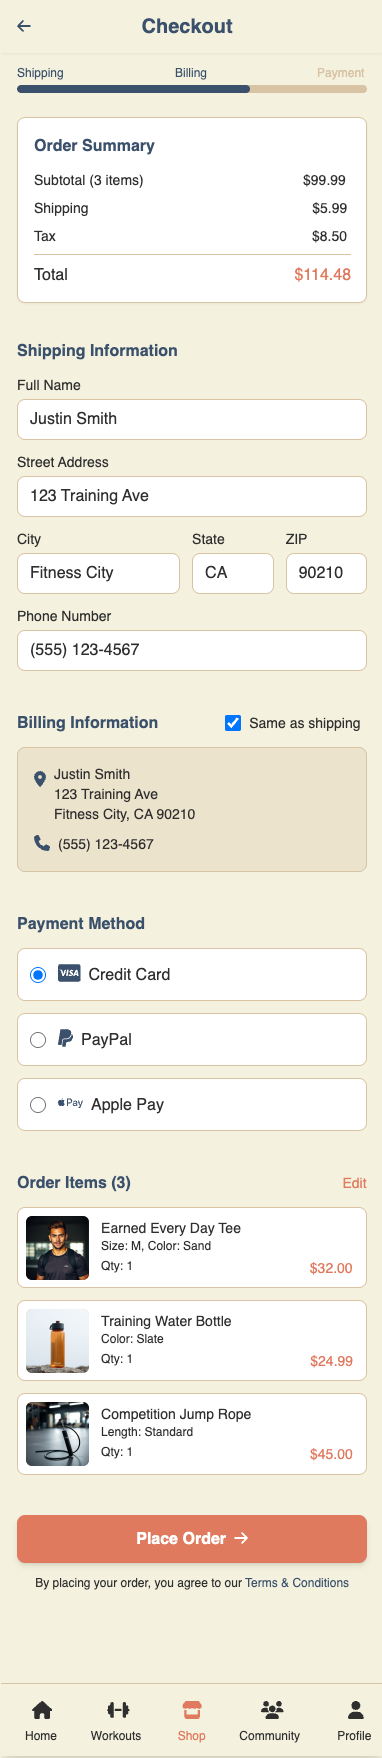 Checkout
Shipping Billing Payment
Order Summary
Subtotal (3 items) $99.99
Shipping $5.99
Tax $8.50
Total $114.48
Shipping Information
Full Name
Justin Smith
Street Address
123 Training Ave
City State ZIP
Fitness City CA 90210
Phone Number
(555) 123-4567
Billing Information Same as shipping
Justin Smith
123 Training Ave
Fitness City, CA 90210
(555) 123-4567
Payment Method
VISA Credit Card
PayPal
Pay Apple Pay
Order Items (3) Edit
Earned Every Day Tee
Size: M, Color: Sand
Qty: 1 $32.00
Training Water Bottle
Color: Slate
Qty: 1 $24.99
Competition Jump Rope
Length: Standard
Qty: 1 $45.00
Place Order
By placing your order, you agree to our Terms & Conditions
Home Workouts Shop Community Profile